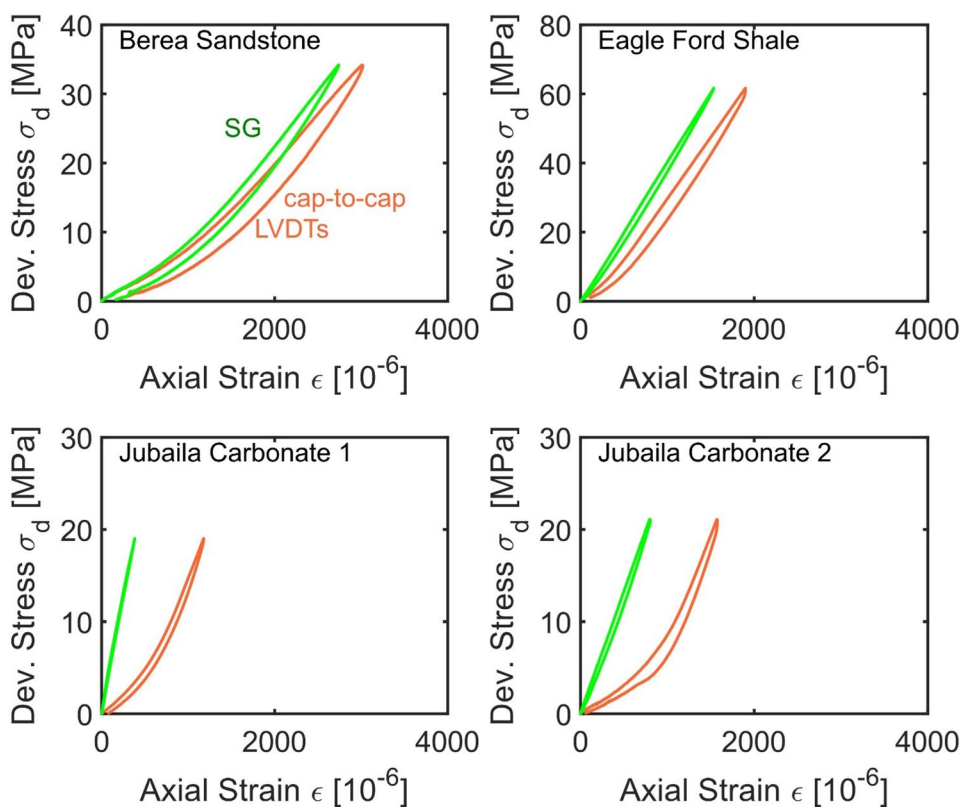 Berea Sandstone
Dev. Stress σd [MPa]
40
30
20
10
0
SG
cap-to-cap
LVDTs
0 2000 4000
Axial Strain ϵ [10-6]
Eagle Ford Shale
Dev. Stress σd [MPa]
80
60
40
20
0
0 2000 4000
Axial Strain ϵ [10-6]
Jubaila Carbonate 1
Dev. Stress σd [MPa]
30
20
10
0
0 2000 4000
Axial Strain ϵ [10-6]
Jubaila Carbonate 2
Dev. Stress σd [MPa]
30
20
10
0
0 2000 4000
Axial Strain ϵ [10-6]